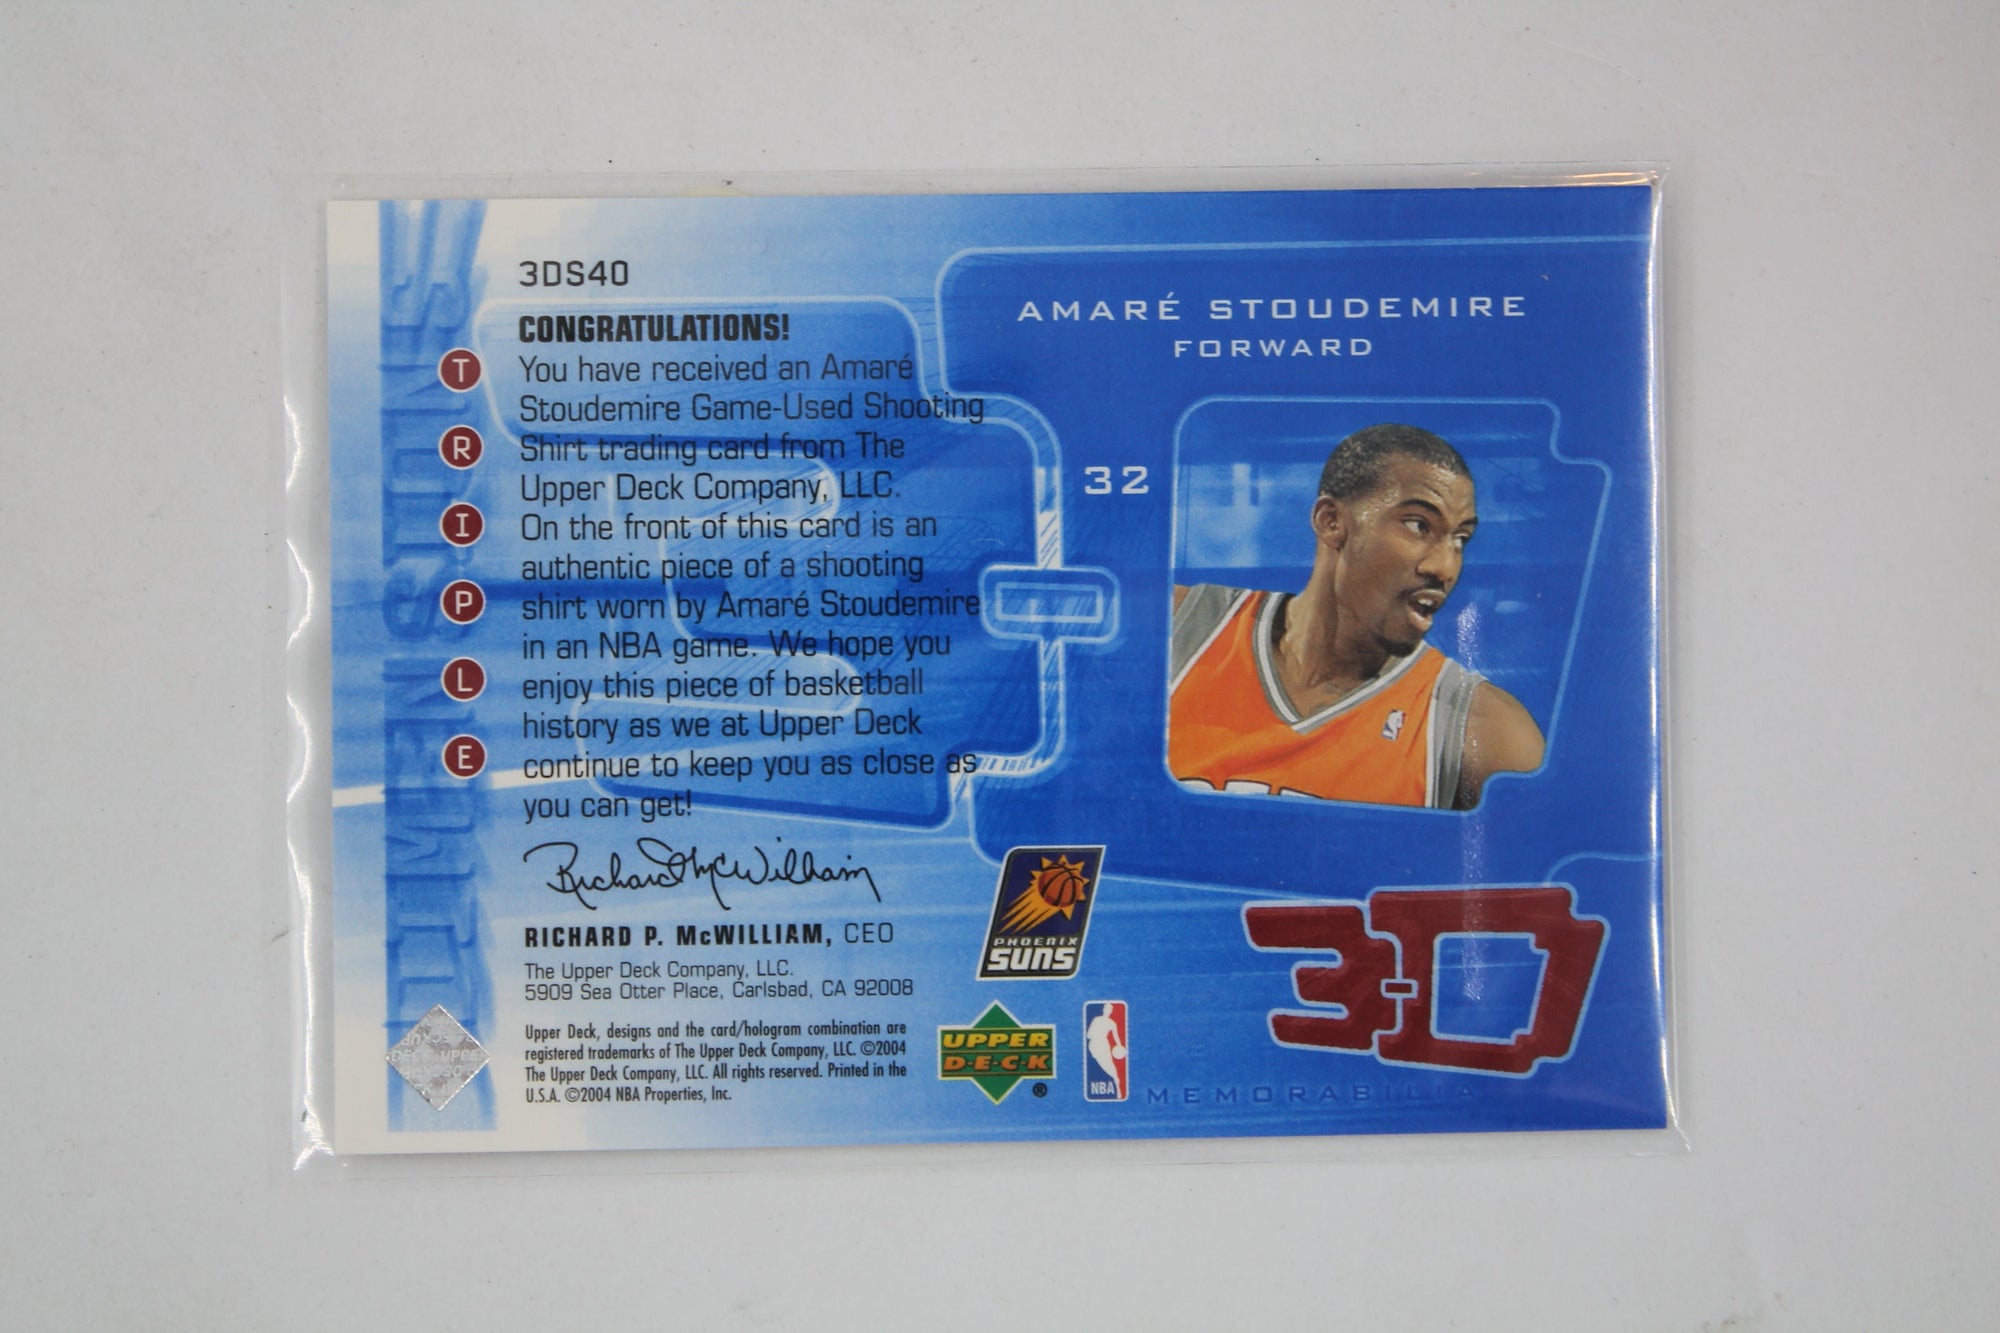 3DS40
CONGRATULATIONS!
You have received an Amaré
Stoudemire Game-Used Shooting
Shirt trading card from The
Upper Deck Company, LLC.
On the front of this card is an
authentic piece of a shooting
shirt worn by Amaré Stoudemire
in an NBA game. We hope you
enjoy this piece of basketball
history as we at Upper Deck
continue to keep you as close as
you can get!
Richard P. McWilliam
RICHARD P. McWILLIAM, CEO
The Upper Deck Company, LLC.
5909 Sea Otter Place, Carlsbad, CA 92008
Upper Deck, designs and the card/hologram combination are
registered trademarks of The Upper Deck Company, LLC. ©2004
The Upper Deck Company, LLC. All rights reserved. Printed in the
U.S.A. ©2004 NBA Properties, Inc.
TRIPLE
DIMENSIONS
AMARÉ STOUDEMIRE
FORWARD
32
PHOENIX
SUNS
UPPER
DECK
®
NBA
3-D
MEMORABILIA